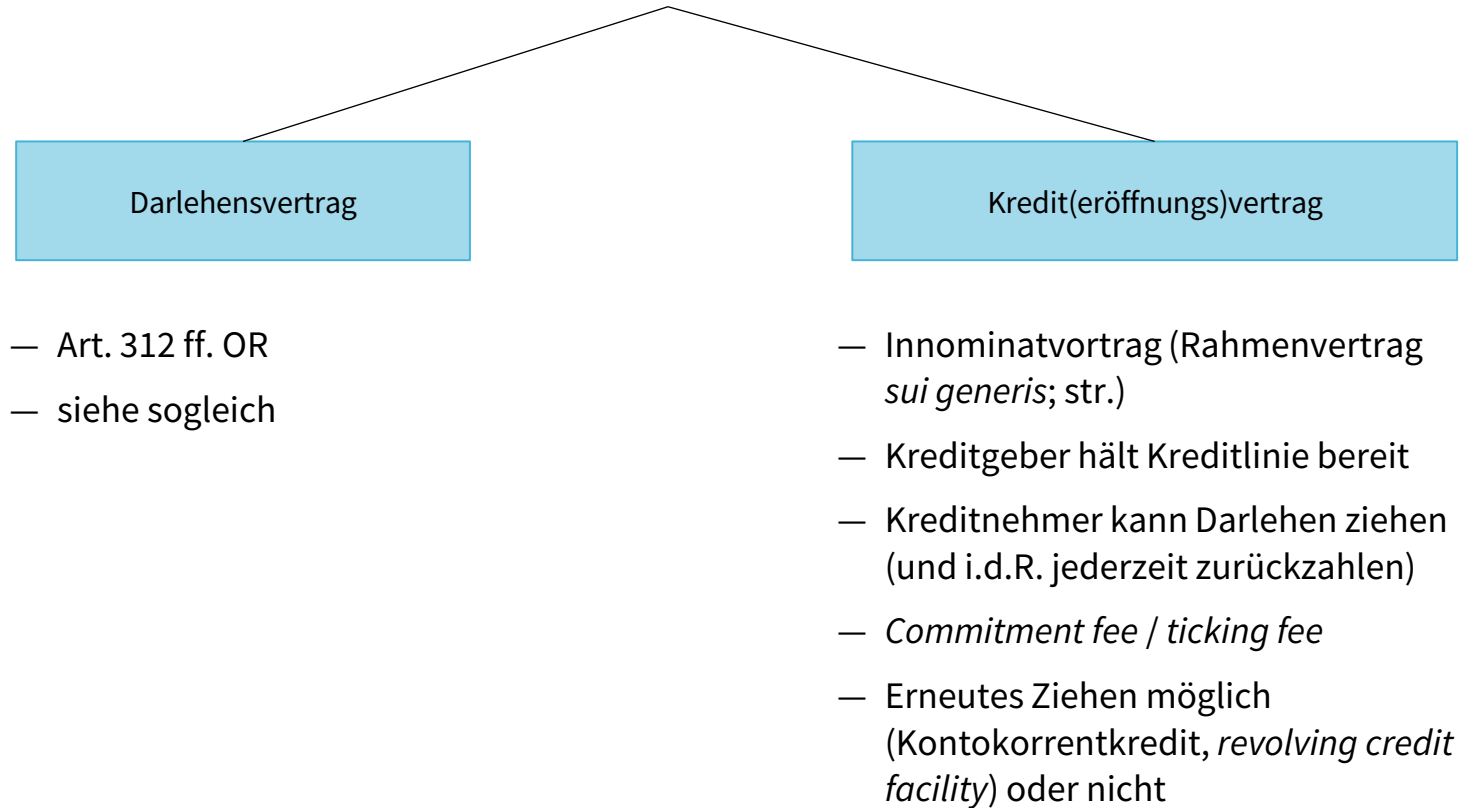 Darlehensvertrag
Kredit(eröffnungs)vertrag
— Art. 312 ff. OR
— siehe sogleich
— Innominatvortrag (Rahmenvertrag
sui generis; str.)
— Kreditgeber hält Kreditlinie bereit
— Kreditnehmer kann Darlehen ziehen
(und i.d.R. jederzeit zurückzahlen)
— Commitment fee / ticking fee
— Erneutes Ziehen möglich
(Kontokorrentkredit, revolving credit
facility) oder nicht